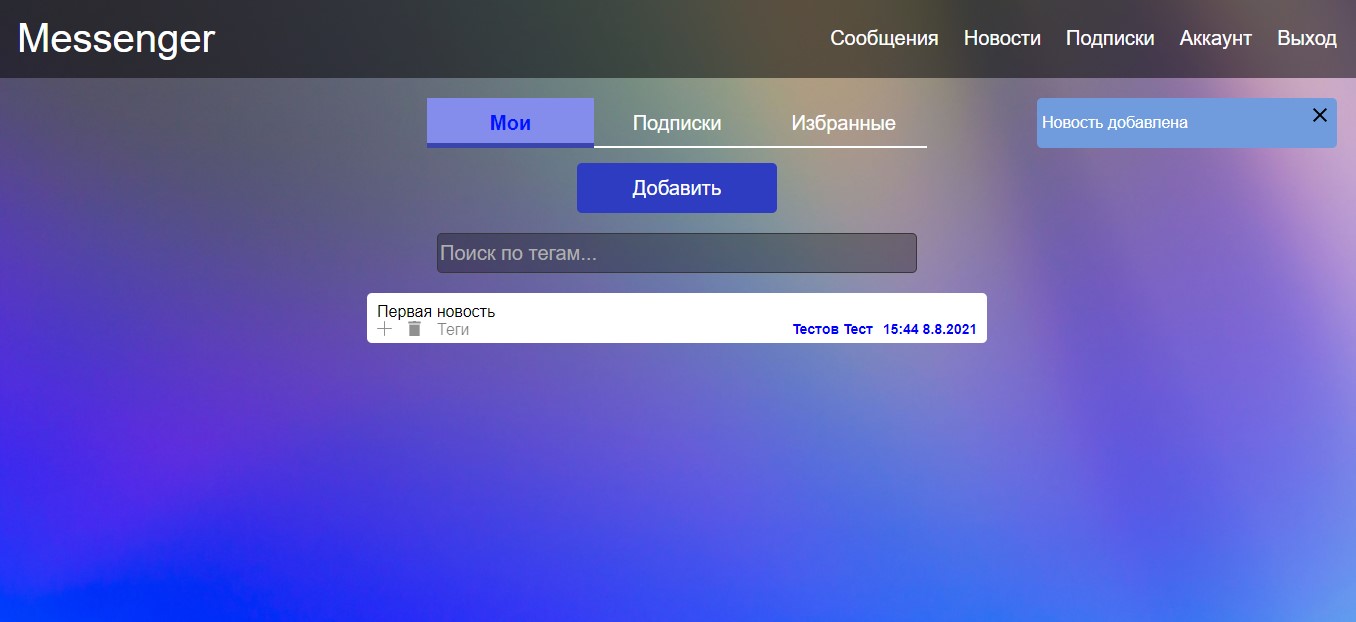 Messenger
Сообщения Новости Подписки Аккаунт Выход
Мои Подписки Избранные
Новость добавлена
Добавить
Поиск по тегам...
Первая новость
Теги Тестов Тест 15:44 8.8.2021